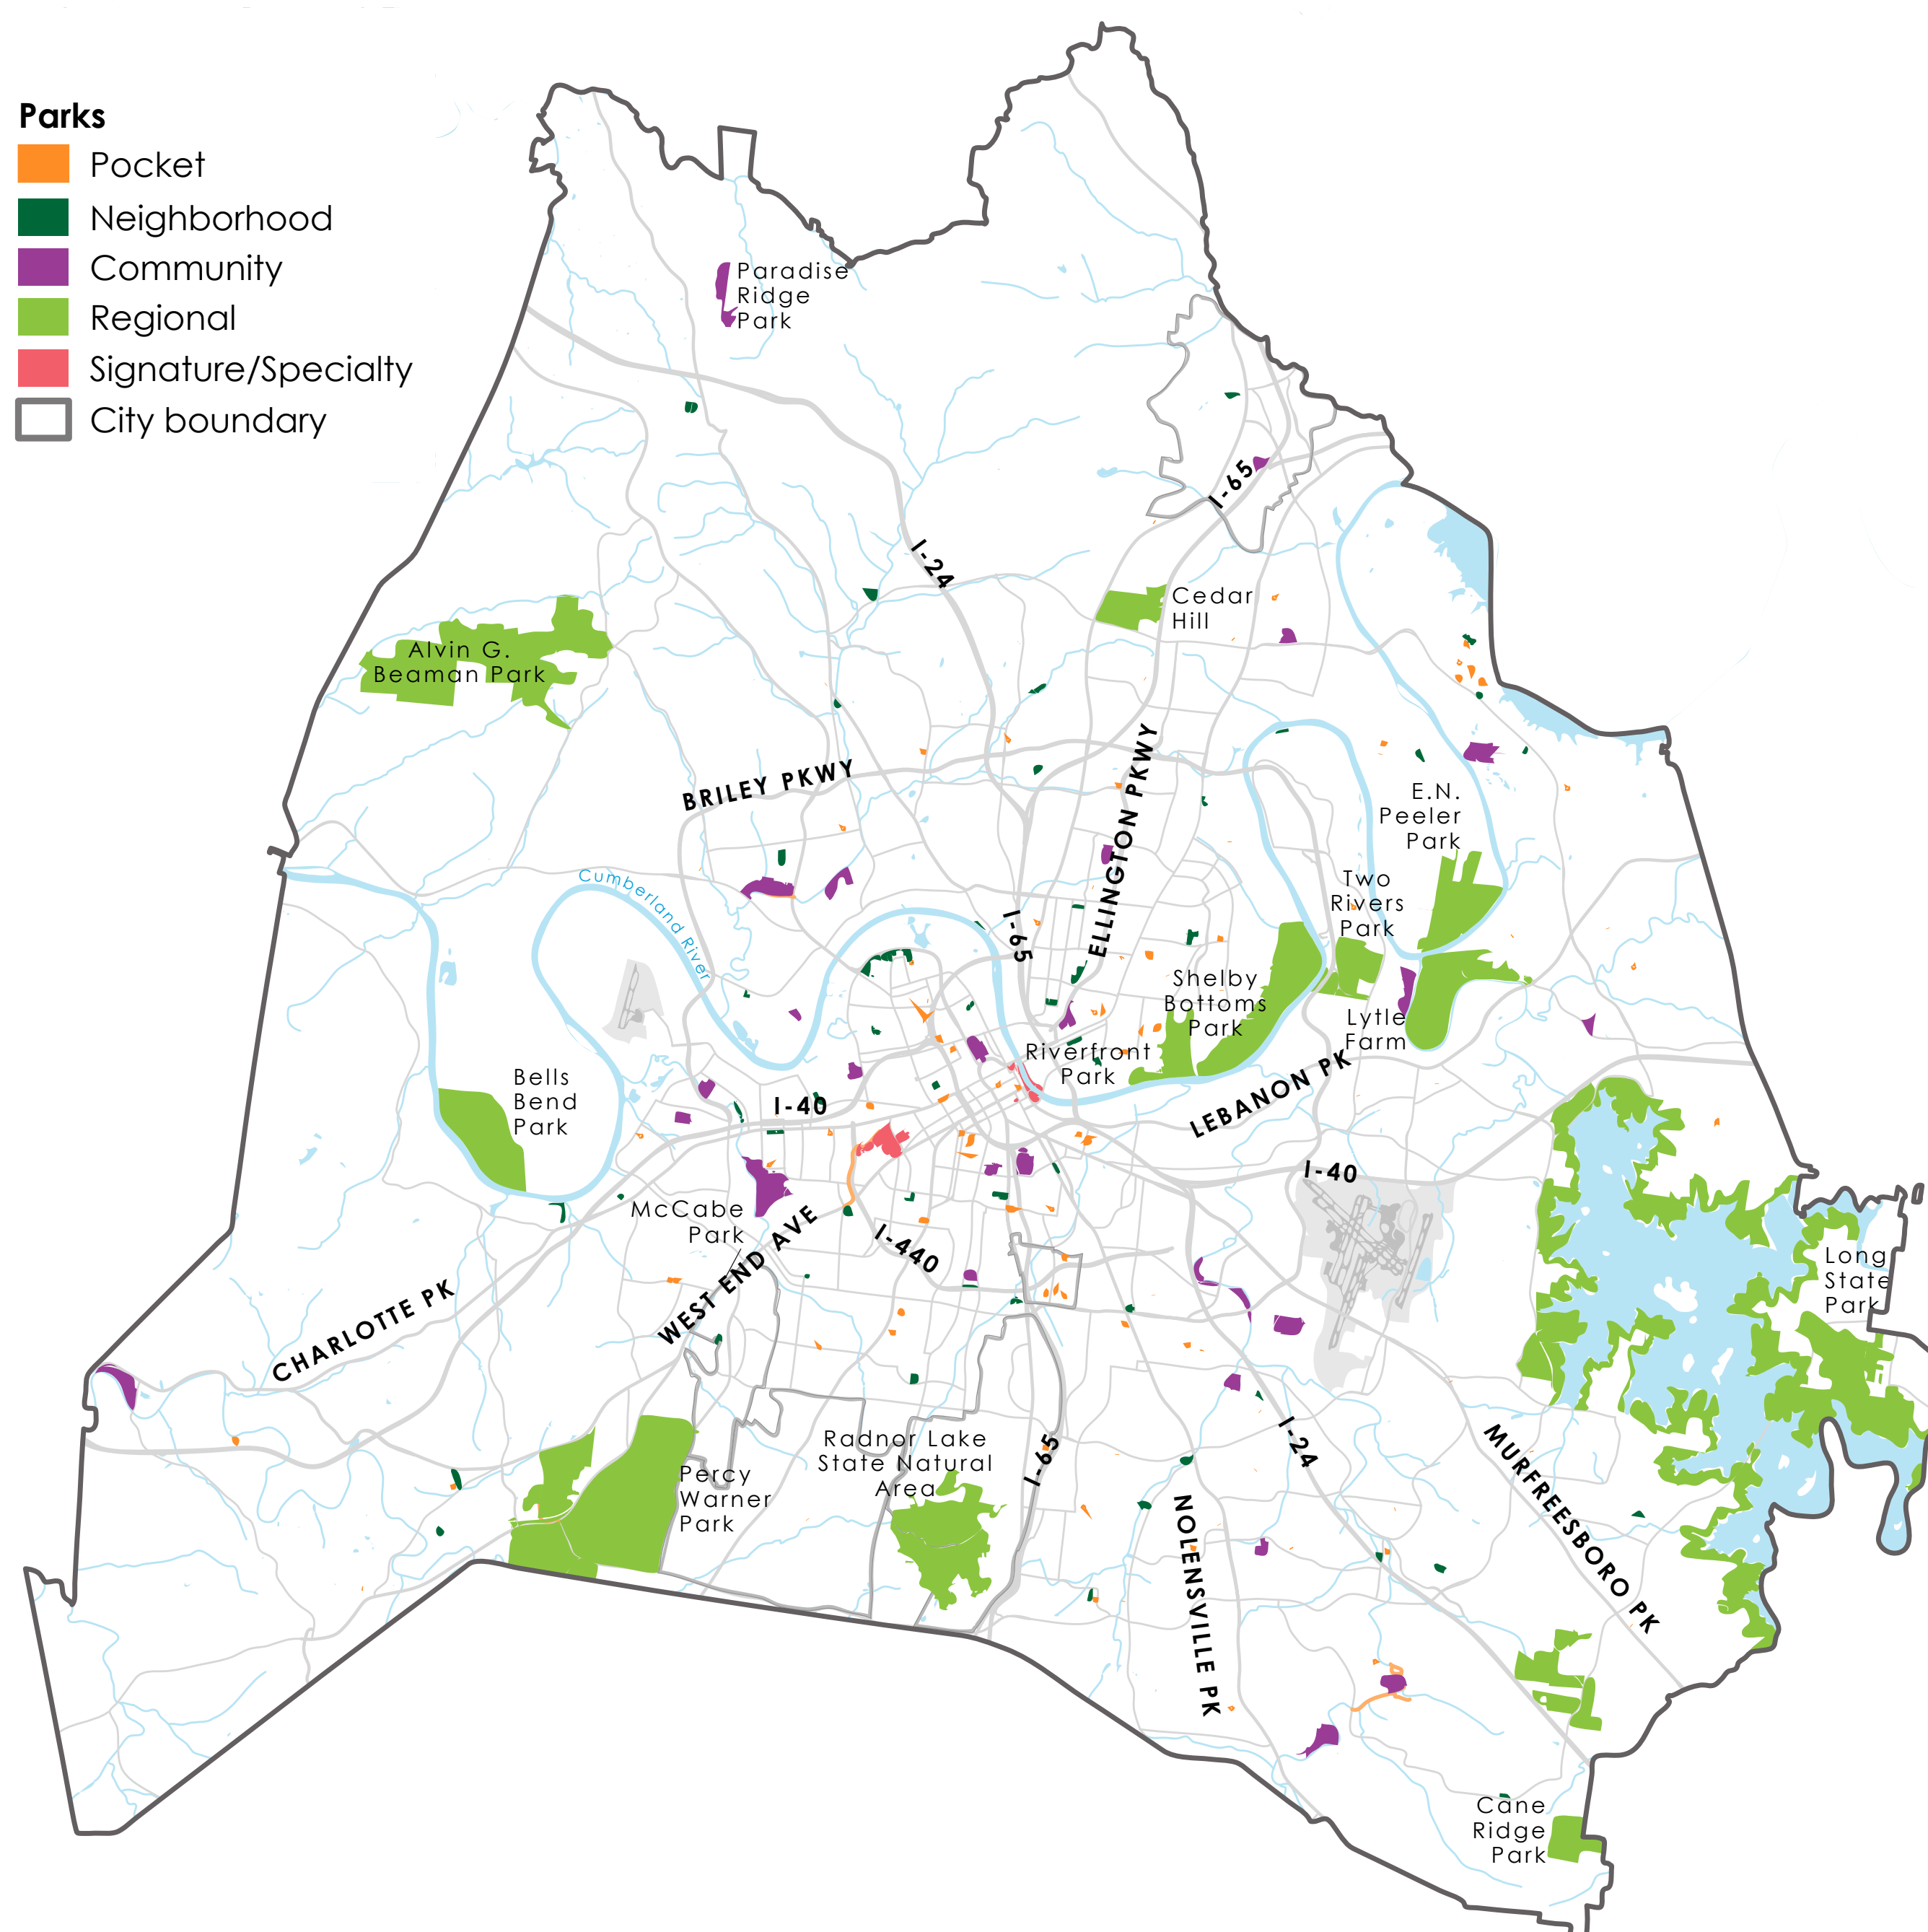 Parks
Pocket
Neighborhood
Community
Regional
Signature/Specialty
City boundary
Paradise
Ridge
Park
I-65
I-24
Cedar
Hill
Alvin G.
Beaman Park
BRILEY PKWY
ELLINGTON PKWY
E.N.
Peeler
Park
Cumberland River
Two
Rivers
Park
I-65
Shelby
Bottoms
Park
Lytle
Farm
Riverfront
Park
LEBANON PK
Bells
Bend
Park
I-40
I-40
McCabe
Park
WEST END AVE
I-440
Long
State
Park
CHARLOTTE PK
Radnor Lake
State Natural
Area
I-65
I-24
MURFREESBORO PK
Percy
Warner
Park
NOLENSVILLE PK
Cane
Ridge
Park